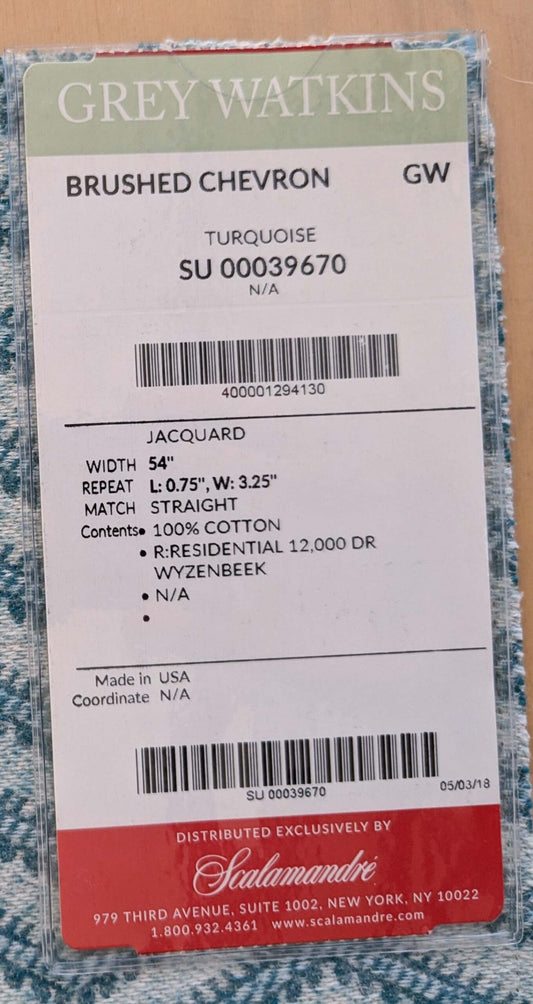 GREY WATKINS
BRUSHED CHEVRON GW
TURQUOISE
SU 00039670
N/A
400001294130
JACQUARD
WIDTH 54"
REPEAT L: 0.75", W: 3.25"
MATCH STRAIGHT
Contents• 100% COTTON
• R:RESIDENTIAL 12,000 DR
WYZENBEEK
• N/A
•
Made in USA
Coordinate N/A
SU 00039670 05/03/18
DISTRIBUTED EXCLUSIVELY BY
Scalamandré
979 THIRD AVENUE, SUITE 1002, NEW YORK, NY 10022
1.800.932.4361 www.scalamandre.com